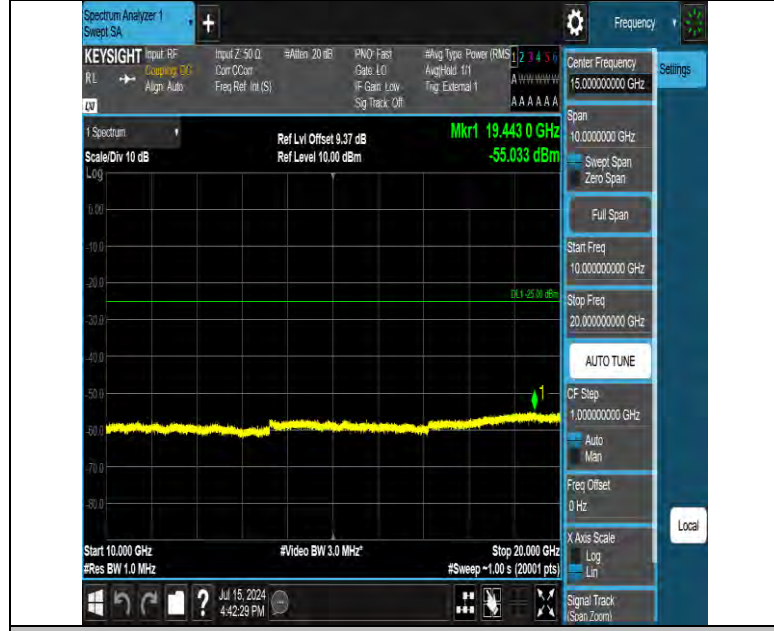 Spectrum Analyzer 1
Swept SA
+
Frequency
KEYSIGHT
Input: RF
Input Z: 50 Ω
#Atten: 20 dB
PNO: Fast
#Avg Type: Power (RMS
1 2 3 4 5 6
RL
Coupling: DC
Corr CCorr
Gate: LO
Avg|Hold: 1/1
A W W W W W
Align: Auto
Freq Ref: Int (S)
IF Gain: Low
Trig: External 1
Sig Track: Off
A A A A A A
LXI
1 Spectrum
Scale/Div 10 dB
Log
Ref Lvl Offset 9.37 dB
Ref Level 10.00 dBm
Mkr1 19.443 0 GHz
-55.033 dBm
0.00
-10.0
-20.0
DL1 -25.00 dBm
-30.0
-40.0
-50.0
1
-60.0
-70.0
-80.0
Start 10.000 GHz
#Video BW 3.0 MHz*
Stop 20.000 GHz
#Res BW 1.0 MHz
#Sweep ~1.00 s (20001 pts)
Jul 15, 2024
4:42:29 PM
?
Center Frequency
15.000000000 GHz
Settings
Span
10.0000000 GHz
Swept Span
Zero Span
Full Span
Start Freq
10.000000000 GHz
Stop Freq
20.000000000 GHz
AUTO TUNE
CF Step
1.000000000 GHz
Auto
Man
Freq Offset
0 Hz
X Axis Scale
Log
Lin
Signal Track
(Span Zoom)
Local